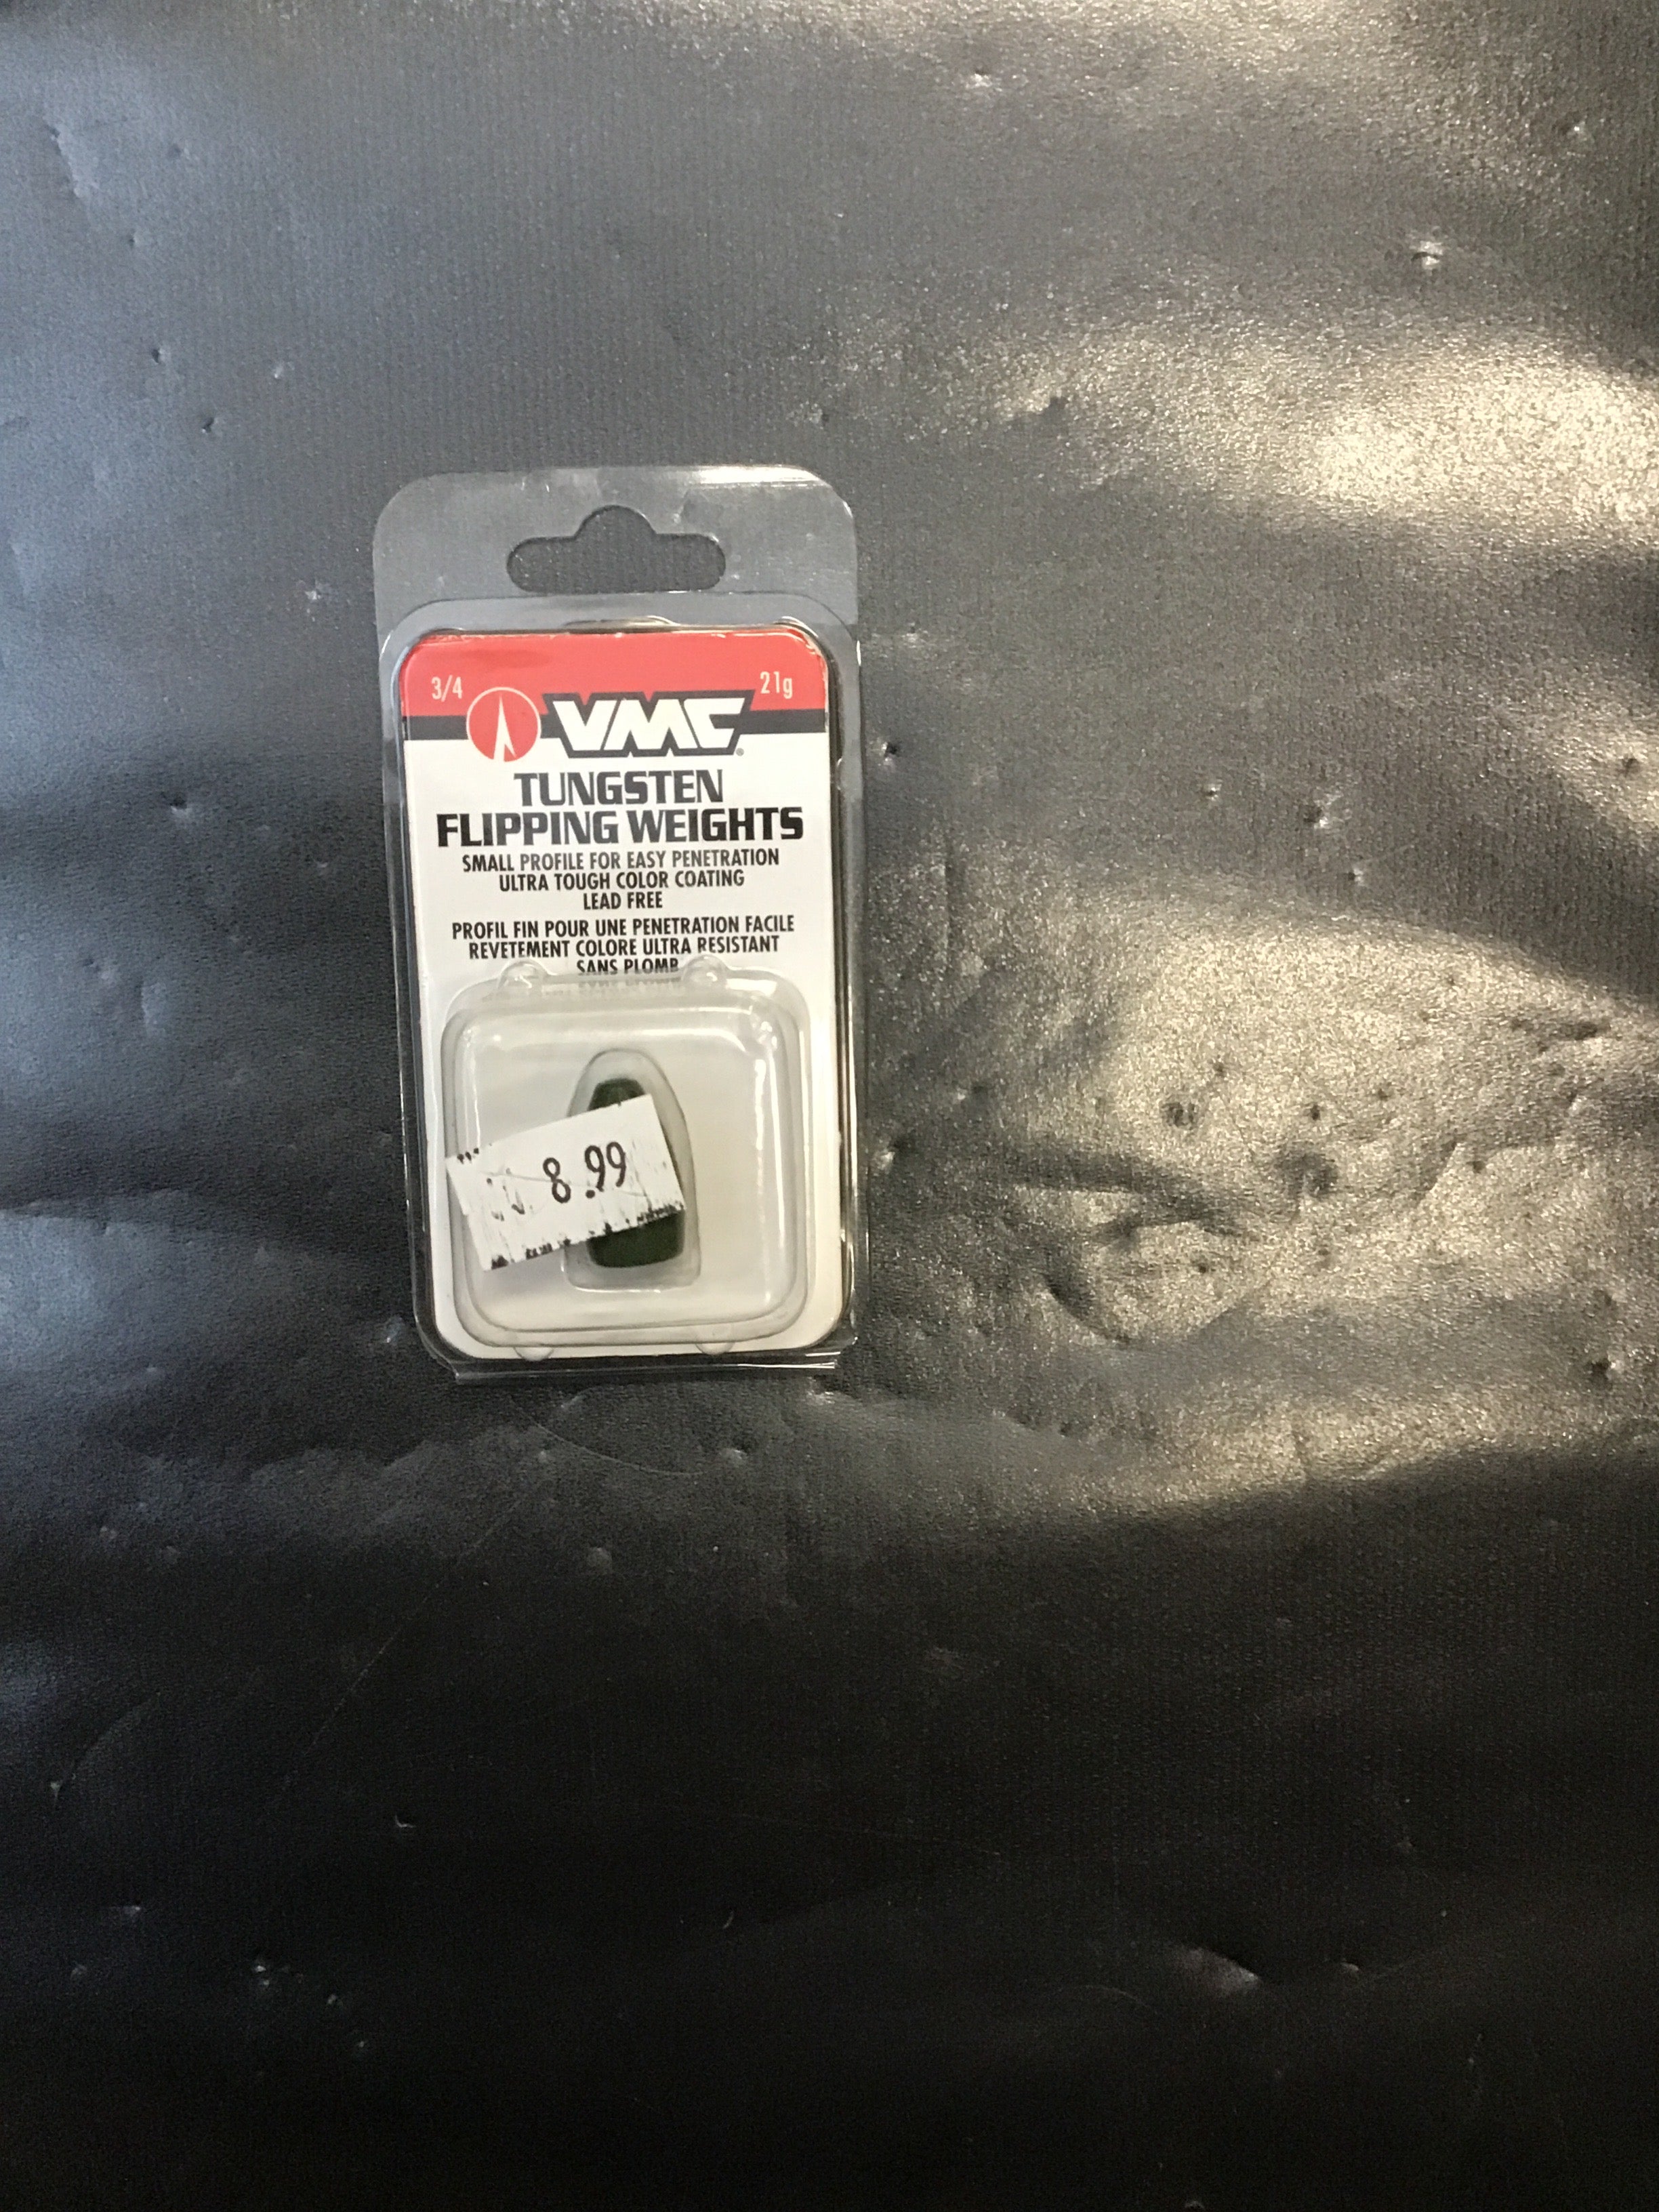 3/4 21g
VMC®
TUNGSTEN
FLIPPING WEIGHTS
SMALL PROFILE FOR EASY PENETRATION
ULTRA TOUGH COLOR COATING
LEAD FREE
PROFIL FIN POUR UNE PENETRATION FACILE
REVETEMENT COLORE ULTRA RESISTANT
SANS PLOMB
8.99